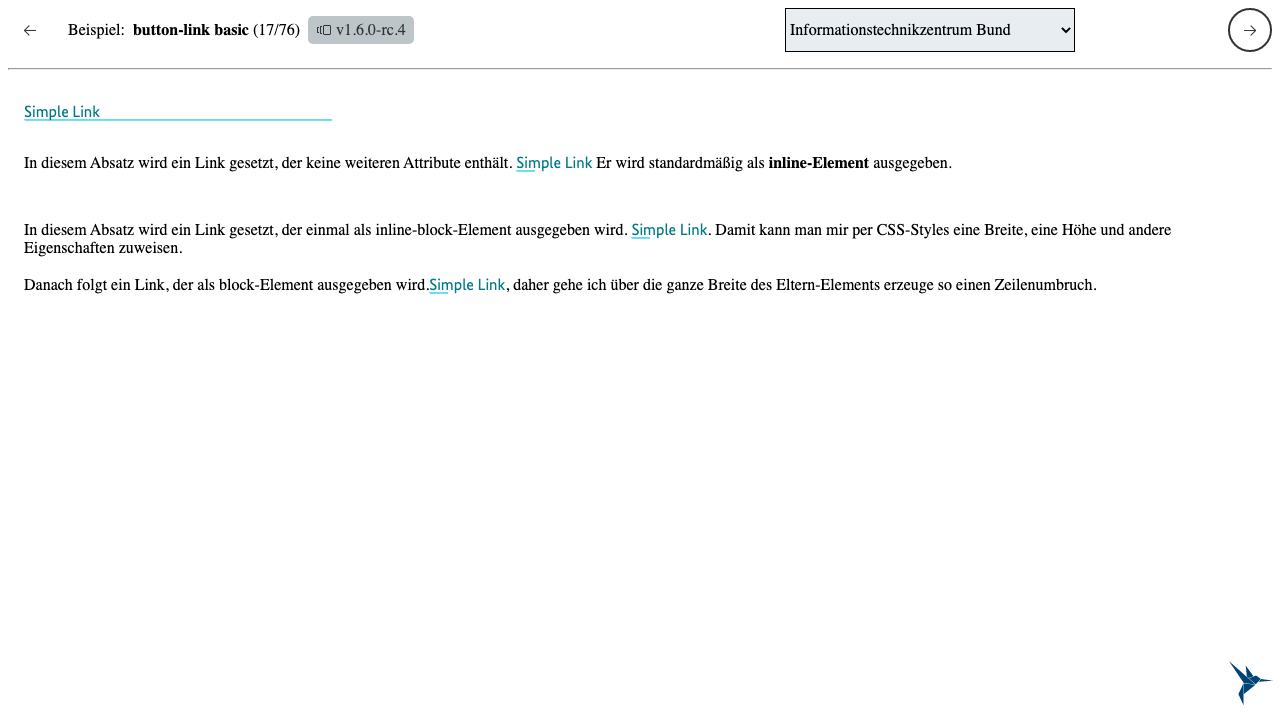 ← Beispiel: button-link basic (17/76) v1.6.0-rc.4 Informationstechnikzentrum Bund →
Simple Link
In diesem Absatz wird ein Link gesetzt, der keine weiteren Attribute enthält. Simple Link Er wird standardmäßig als inline-Element ausgegeben.
In diesem Absatz wird ein Link gesetzt, der einmal als inline-block-Element ausgegeben wird. Simple Link. Damit kann man mir per CSS-Styles eine Breite, eine Höhe und andere
Eigenschaften zuweisen.
Danach folgt ein Link, der als block-Element ausgegeben wird.Simple Link, daher gehe ich über die ganze Breite des Eltern-Elements erzeuge so einen Zeilenumbruch.